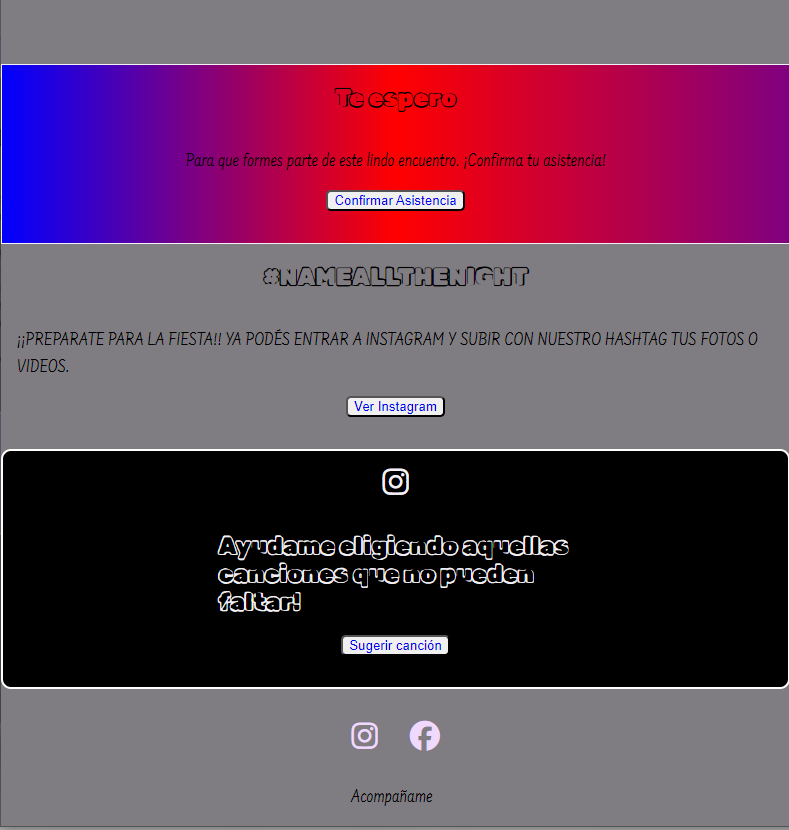 Te espero
Para que formes parte de este lindo encuentro. ¡Confirma tu asistencia!
Confirmar Asistencia
#NAMEALLTHENIGHT
¡¡PREPARATE PARA LA FIESTA!! YA PODÉS ENTRAR A INSTAGRAM Y SUBIR CON NUESTRO HASHTAG TUS FOTOS O
VIDEOS.
Ver Instagram
Ayudame eligiendo aquellas
canciones que no pueden
faltar!
Sugerir canción
Acompañame